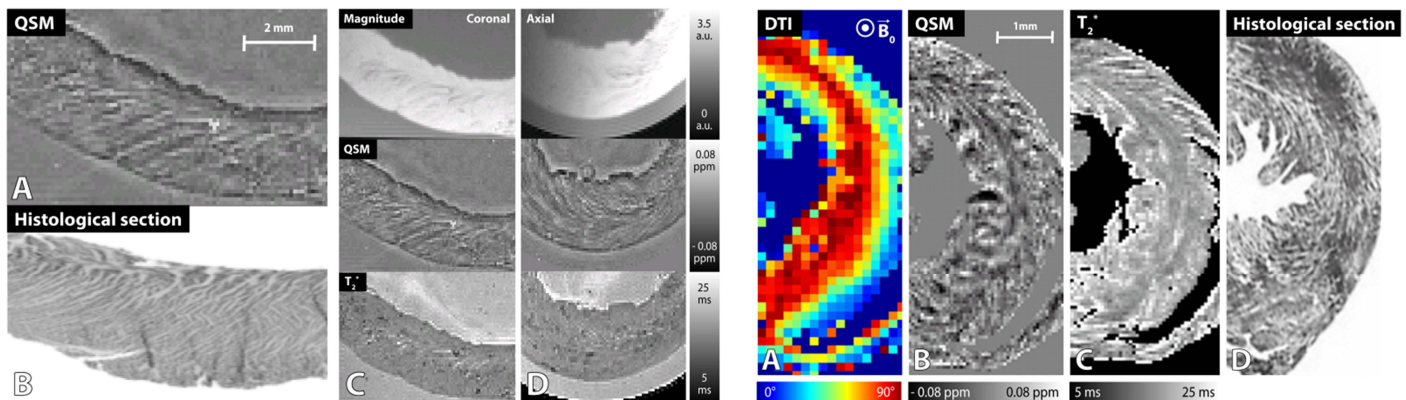 QSM
2 mm
A
Histological section
B
Magnitude
Coronal
Axial
3.5
a.u.
0
a.u.
QSM
0.08
ppm
- 0.08
ppm
T2*
25
ms
5
ms
C
D
DTI
B0
A
0°
90°
QSM
1mm
B
- 0.08 ppm
0.08 ppm
T2*
C
5 ms
25 ms
Histological section
D